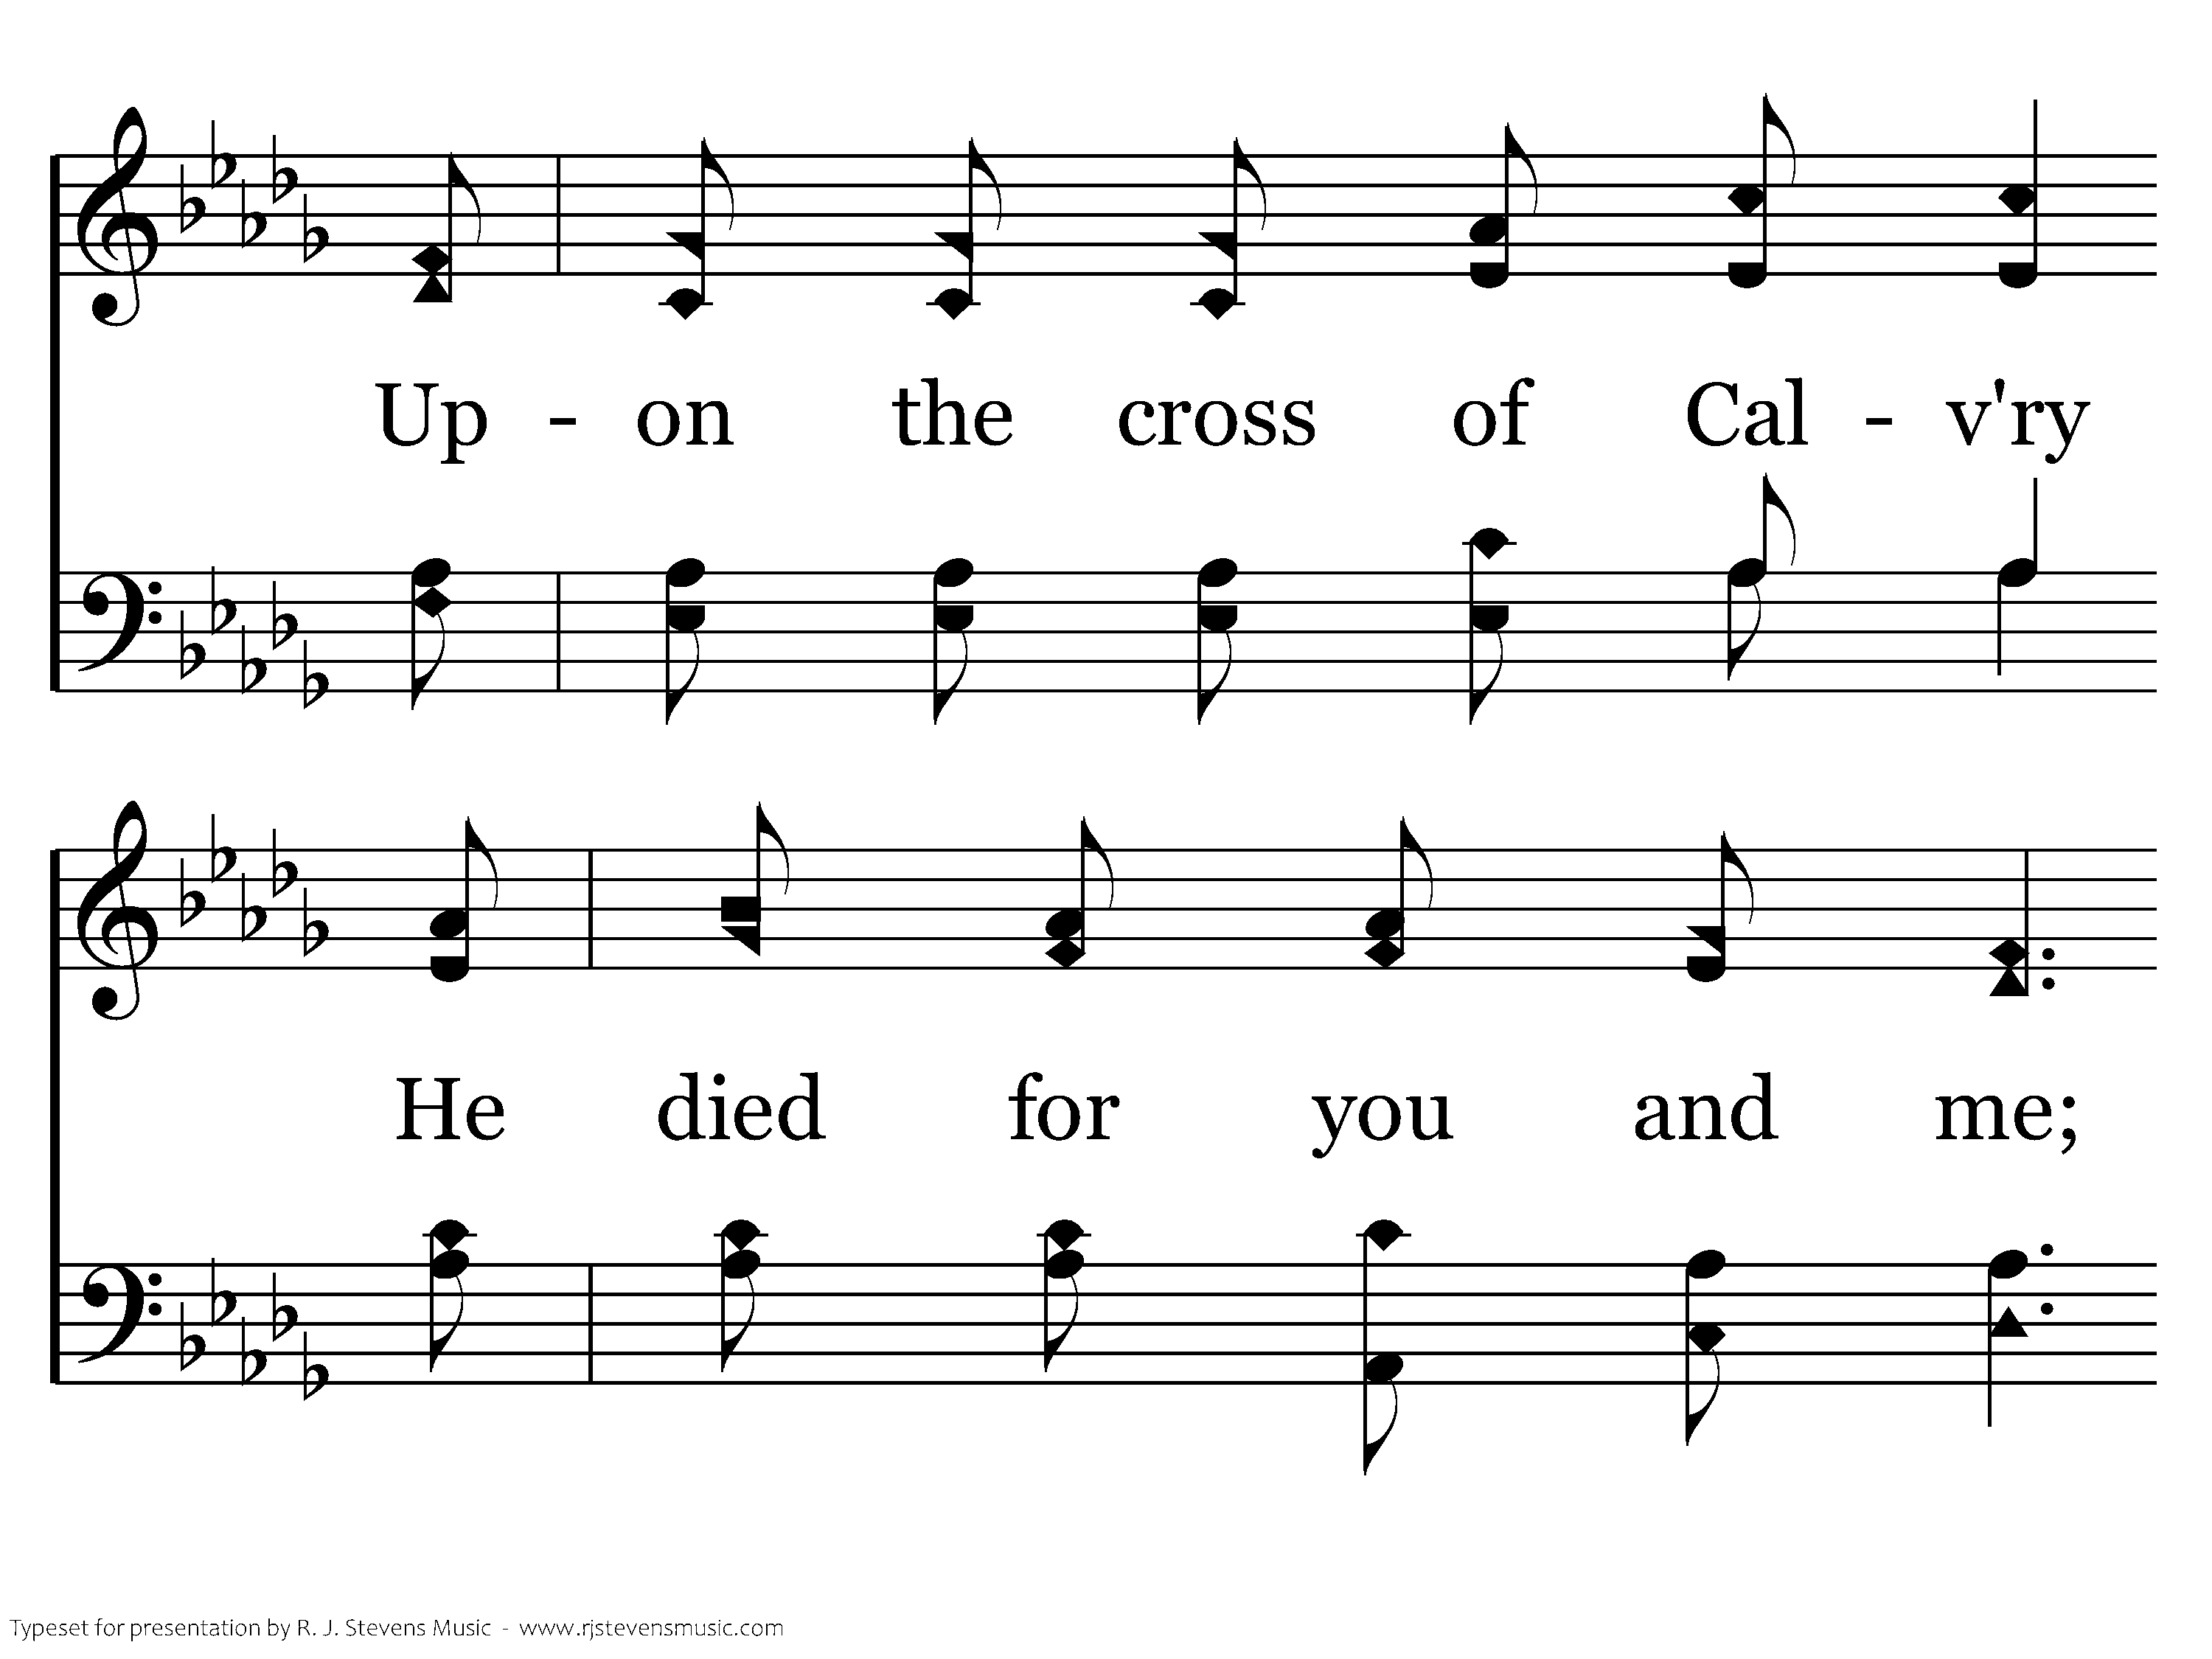 Up - on the cross of Cal - v'ry
He died for you and me;
Typeset for presentation by R. J. Stevens Music - www.rjstevensmusic.com